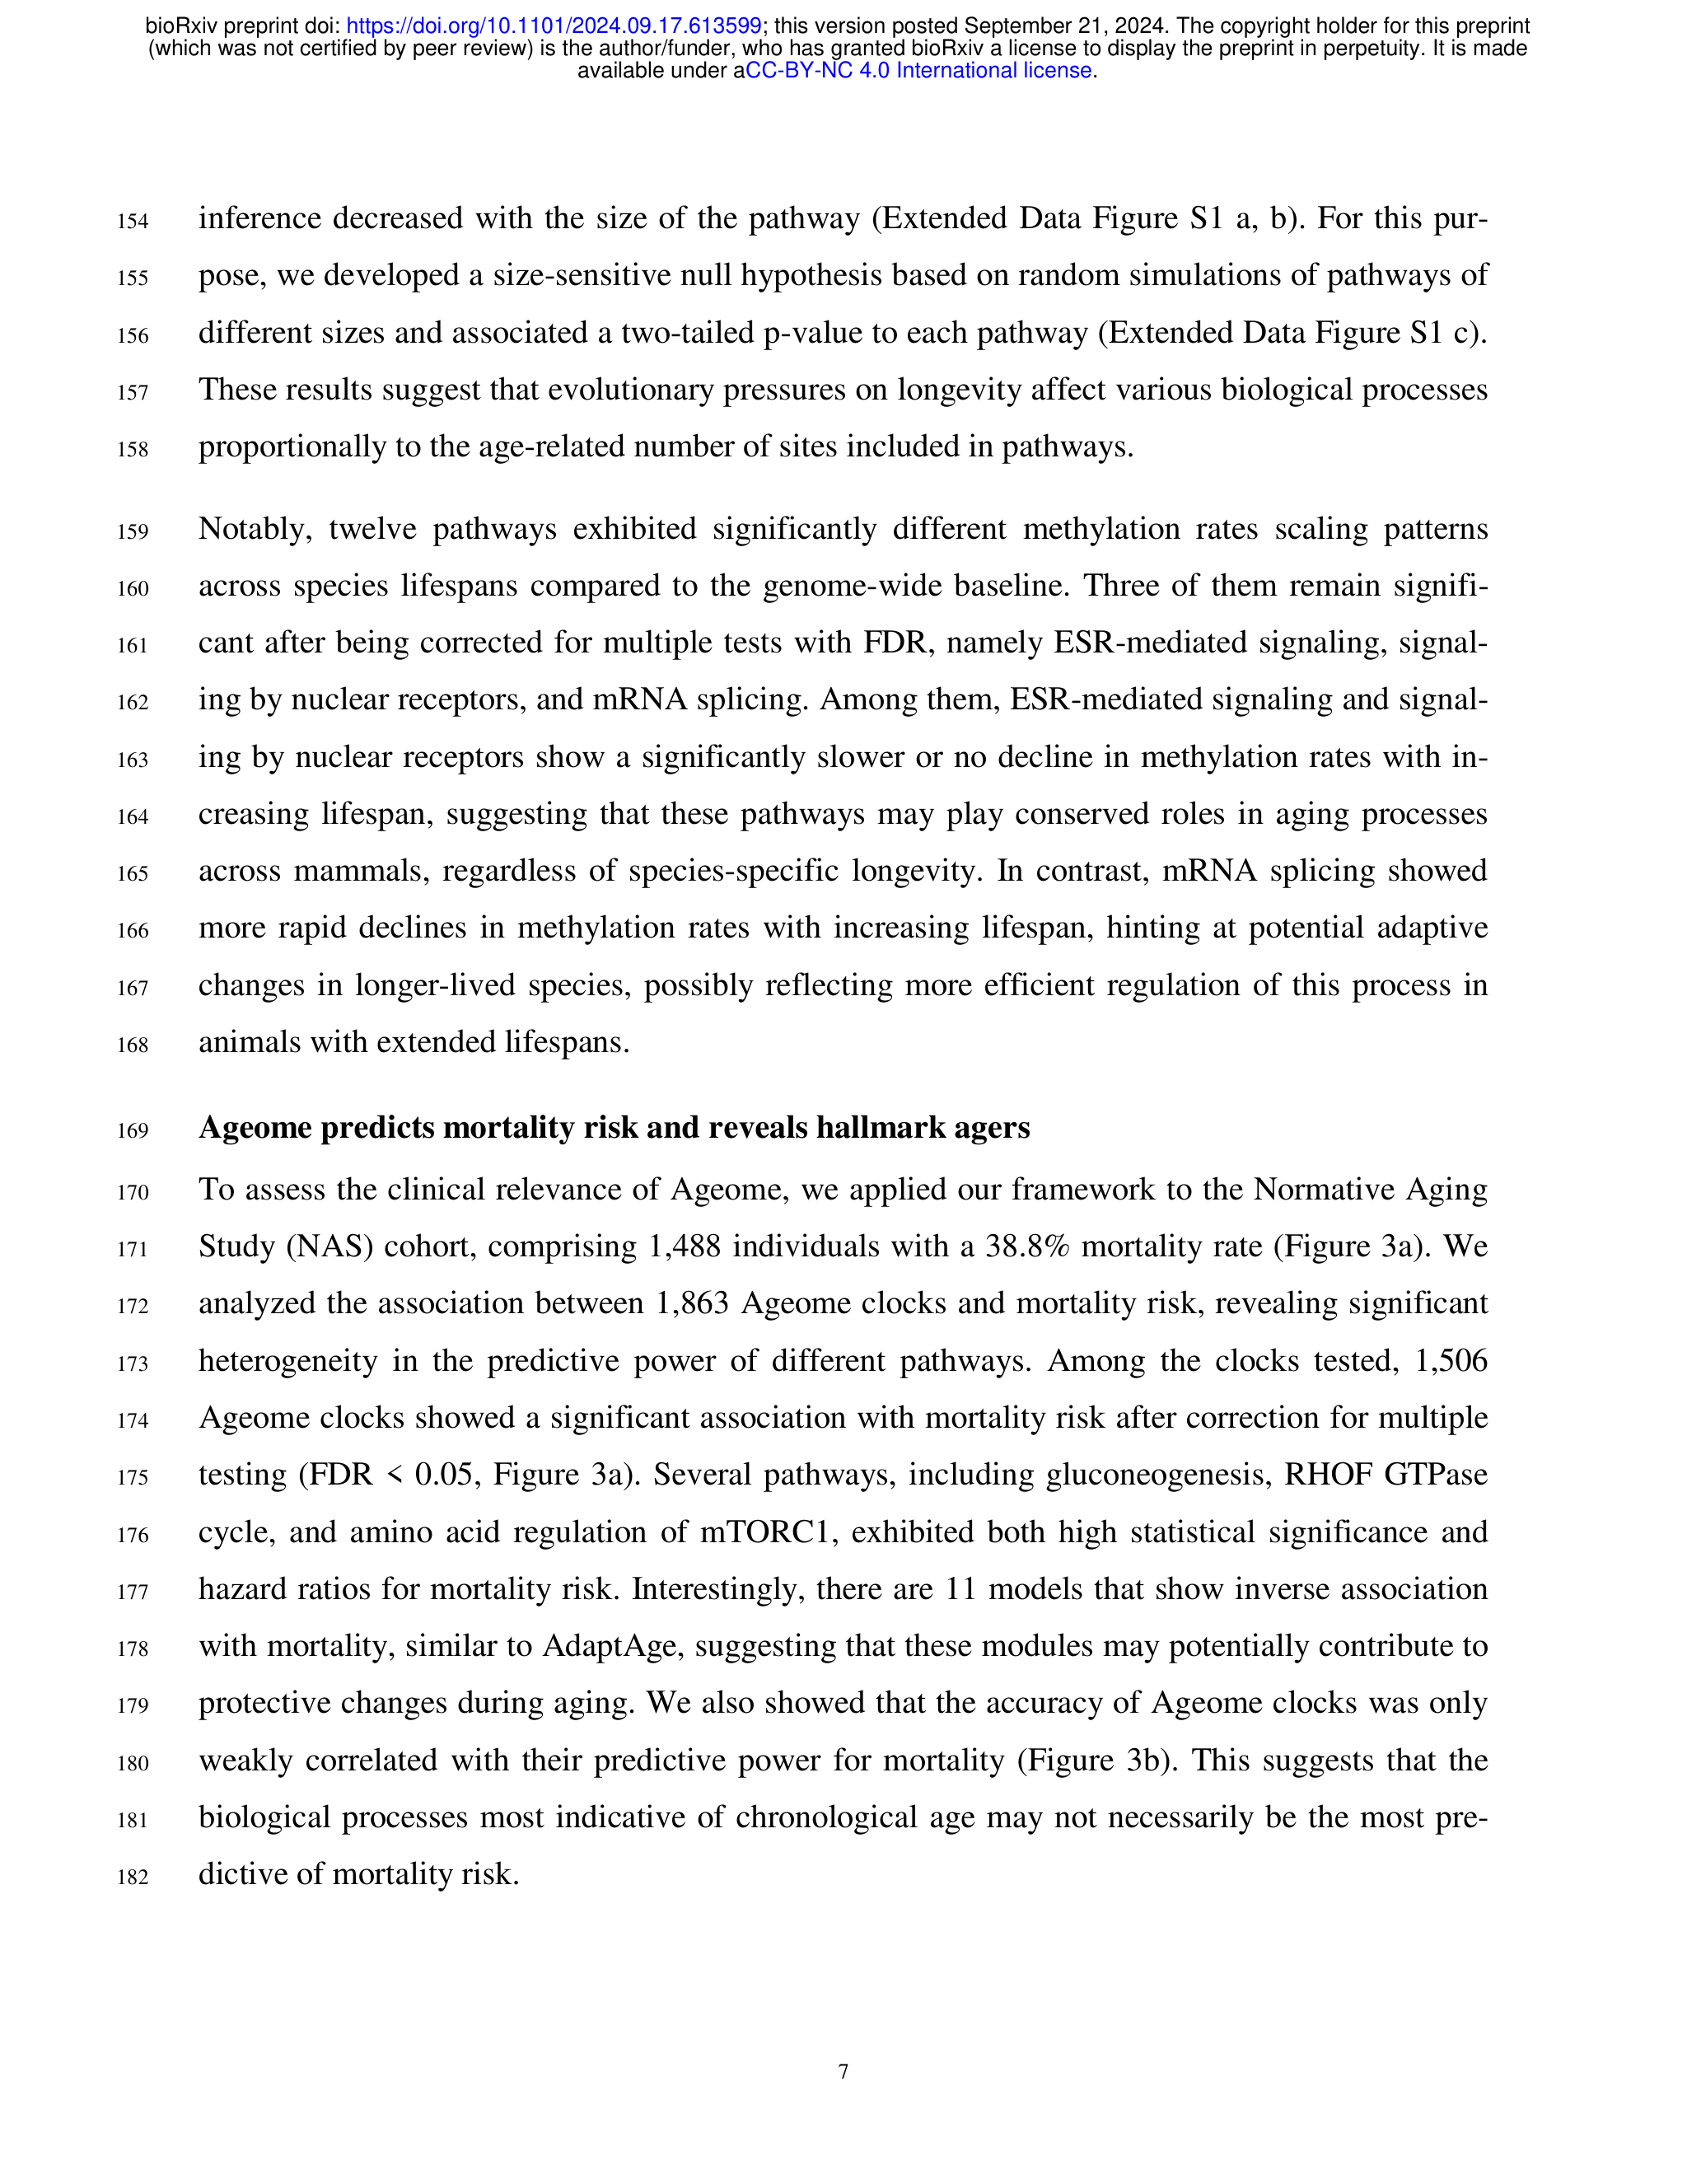 bioRxiv preprint doi: https://doi.org/10.1101/2024.09.17.613599; this version posted September 21, 2024. The copyright holder for this preprint
(which was not certified by peer review) is the author/funder, who has granted bioRxiv a license to display the preprint in perpetuity. It is made
available under aCC-BY-NC 4.0 International license.
154 inference decreased with the size of the pathway (Extended Data Figure S1 a, b). For this pur-
155 pose, we developed a size-sensitive null hypothesis based on random simulations of pathways of
156 different sizes and associated a two-tailed p-value to each pathway (Extended Data Figure S1 c).
157 These results suggest that evolutionary pressures on longevity affect various biological processes
158 proportionally to the age-related number of sites included in pathways.
159 Notably, twelve pathways exhibited significantly different methylation rates scaling patterns
160 across species lifespans compared to the genome-wide baseline. Three of them remain signifi-
161 cant after being corrected for multiple tests with FDR, namely ESR-mediated signaling, signal-
162 ing by nuclear receptors, and mRNA splicing. Among them, ESR-mediated signaling and signal-
163 ing by nuclear receptors show a significantly slower or no decline in methylation rates with in-
164 creasing lifespan, suggesting that these pathways may play conserved roles in aging processes
165 across mammals, regardless of species-specific longevity. In contrast, mRNA splicing showed
166 more rapid declines in methylation rates with increasing lifespan, hinting at potential adaptive
167 changes in longer-lived species, possibly reflecting more efficient regulation of this process in
168 animals with extended lifespans.
169 Ageome predicts mortality risk and reveals hallmark agers
170 To assess the clinical relevance of Ageome, we applied our framework to the Normative Aging
171 Study (NAS) cohort, comprising 1,488 individuals with a 38.8% mortality rate (Figure 3a). We
172 analyzed the association between 1,863 Ageome clocks and mortality risk, revealing significant
173 heterogeneity in the predictive power of different pathways. Among the clocks tested, 1,506
174 Ageome clocks showed a significant association with mortality risk after correction for multiple
175 testing (FDR < 0.05, Figure 3a). Several pathways, including gluconeogenesis, RHOF GTPase
176 cycle, and amino acid regulation of mTORC1, exhibited both high statistical significance and
177 hazard ratios for mortality risk. Interestingly, there are 11 models that show inverse association
178 with mortality, similar to AdaptAge, suggesting that these modules may potentially contribute to
179 protective changes during aging. We also showed that the accuracy of Ageome clocks was only
180 weakly correlated with their predictive power for mortality (Figure 3b). This suggests that the
181 biological processes most indicative of chronological age may not necessarily be the most pre-
182 dictive of mortality risk.
7